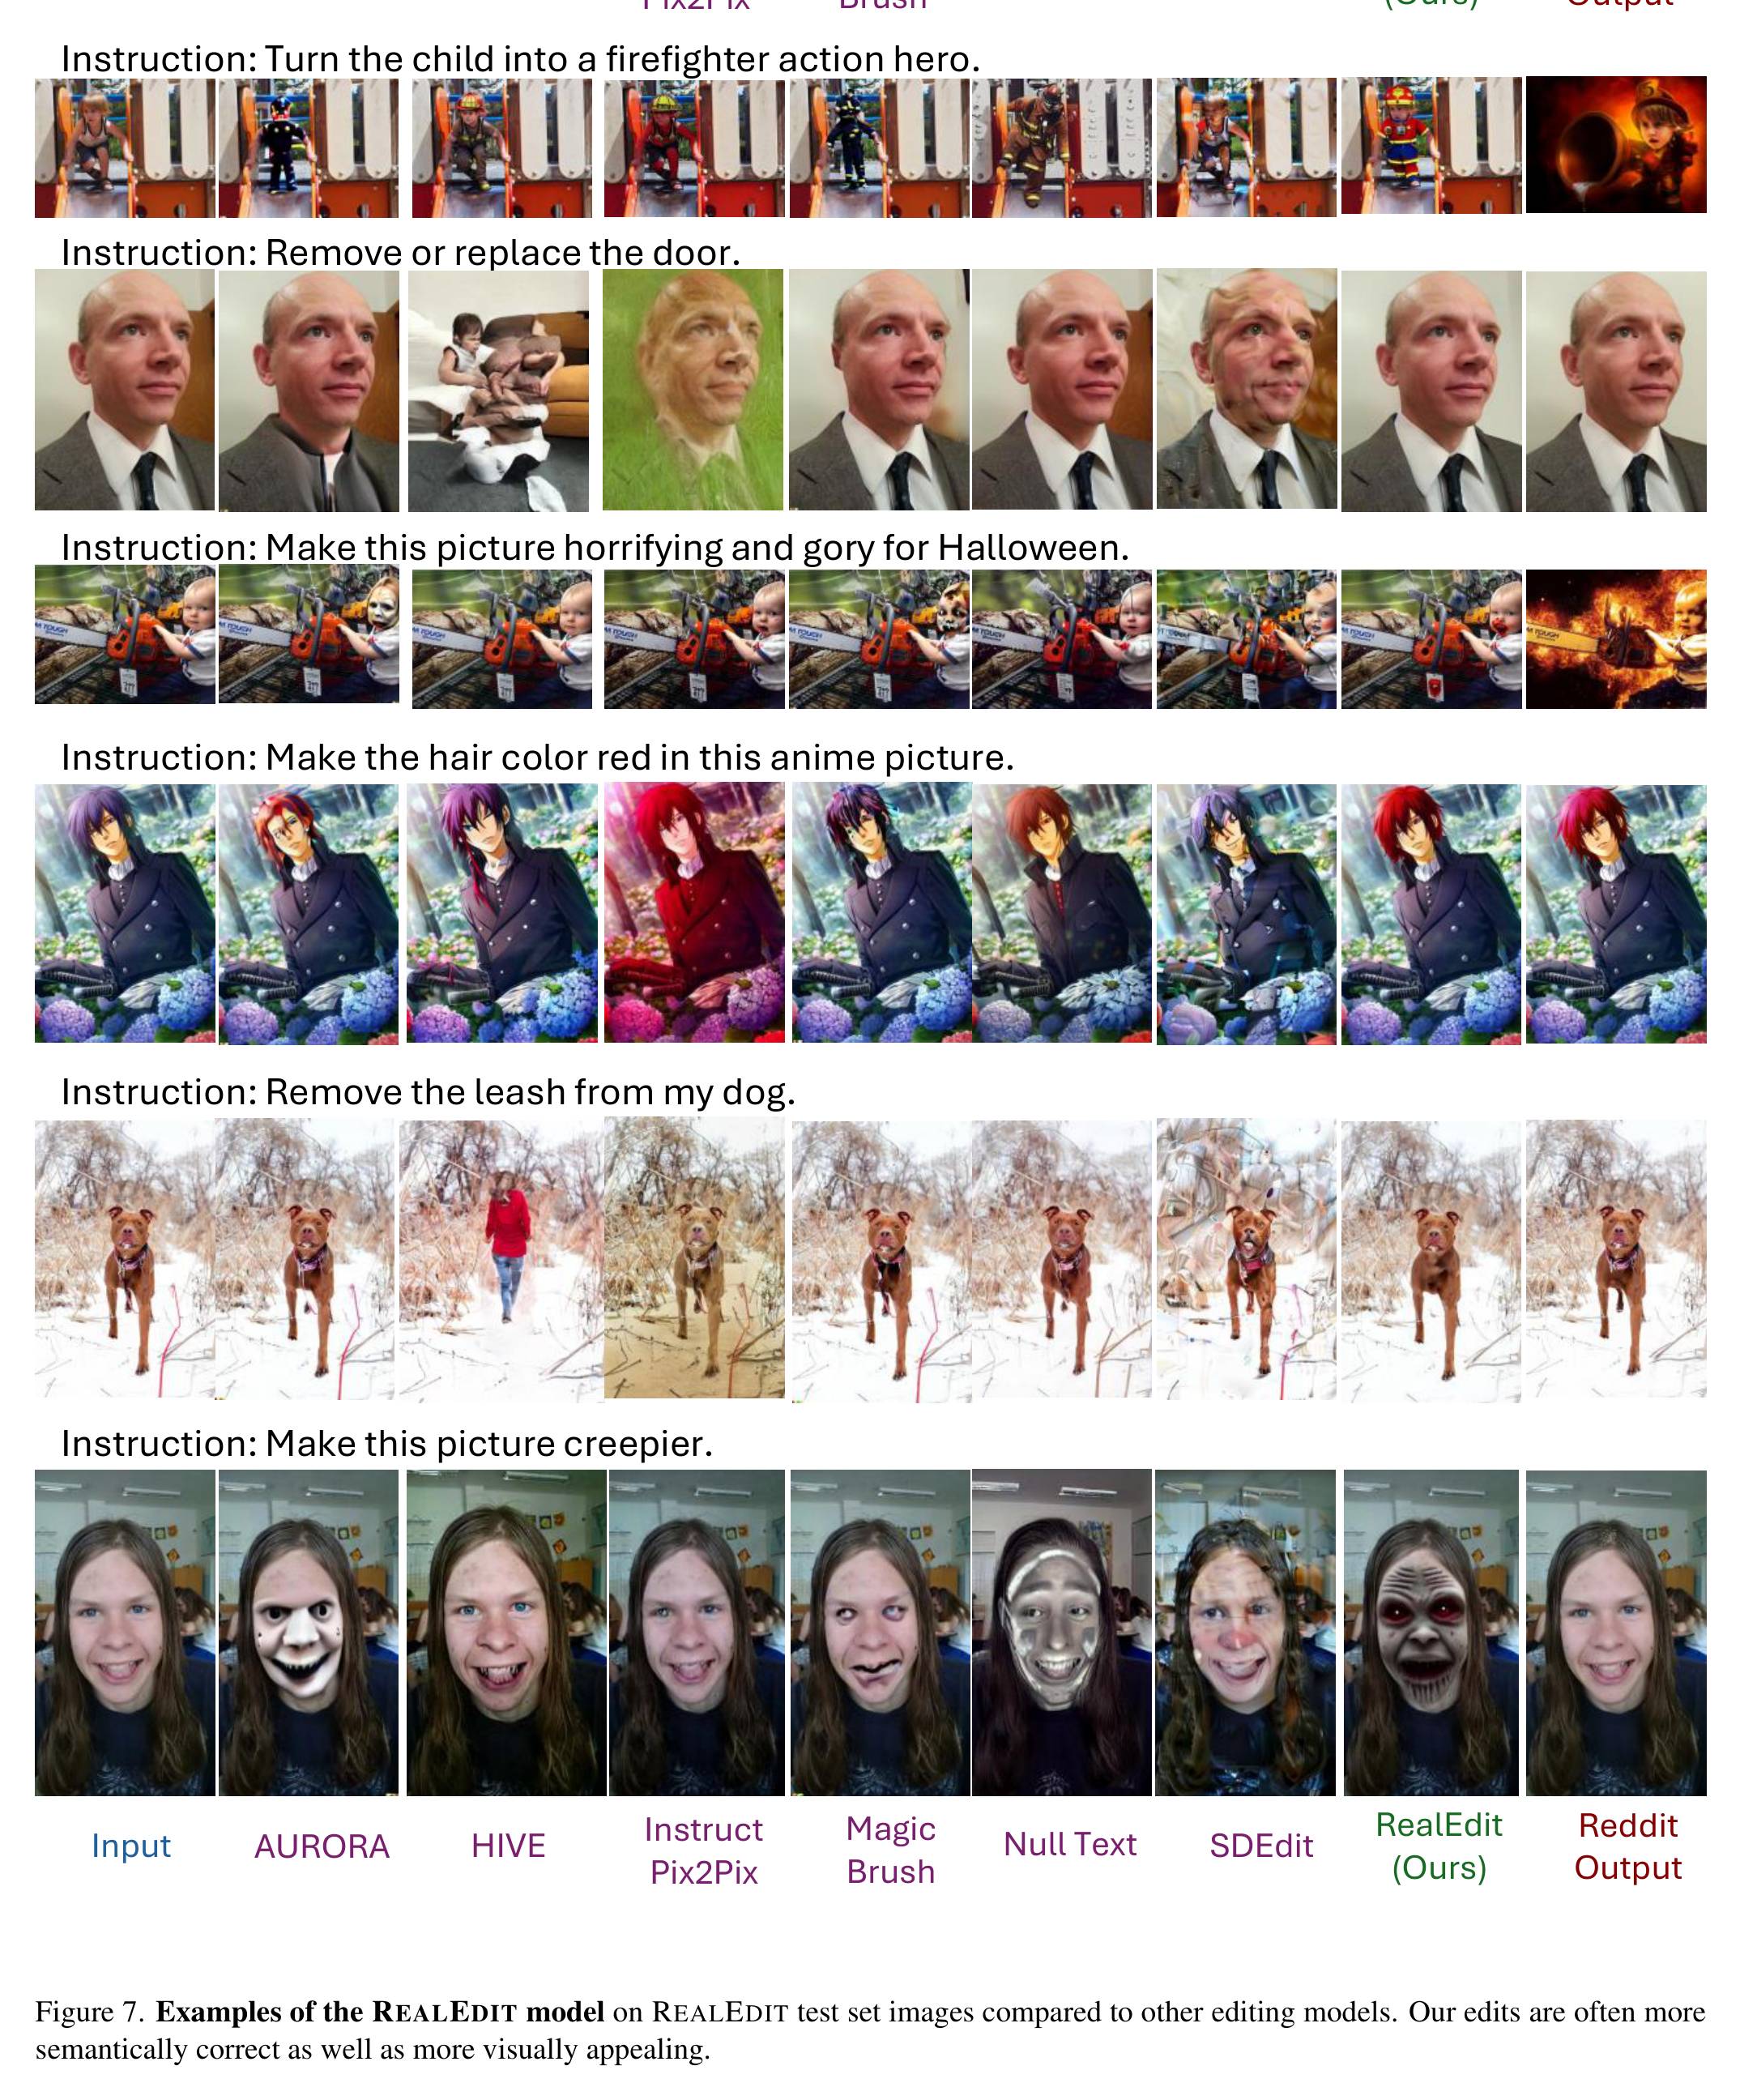 Pix2Pix Brush (Ours) Output
Instruction: Turn the child into a firefighter action hero.
Instruction: Remove or replace the door.
Instruction: Make this picture horrifying and gory for Halloween.
Instruction: Make the hair color red in this anime picture.
Instruction: Remove the leash from my dog.
Instruction: Make this picture creepier.
Input
AURORA
HIVE
Instruct
Pix2Pix
Magic
Brush
Null Text
SDEdit
RealEdit
(Ours)
Reddit
Output
Figure 7. Examples of the REALEDIT model on REALEDIT test set images compared to other editing models. Our edits are often more
semantically correct as well as more visually appealing.